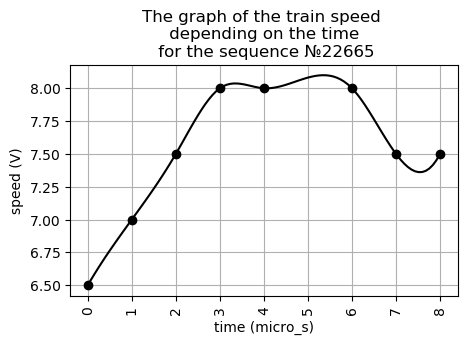 The graph of the train speed
depending on the time
for the sequence №22665
8.00
7.75
7.50
7.25
7.00
6.75
6.50
speed (V)
0 1 2 3 4 5 6 7 8
time (micro_s)